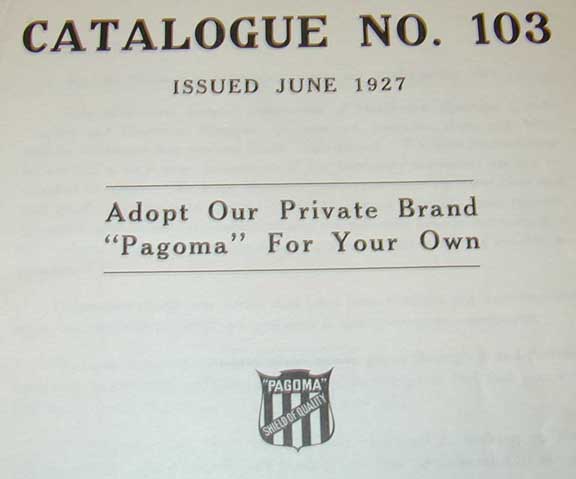 CATALOGUE NO. 103
ISSUED JUNE 1927
Adopt Our Private Brand
“Pagoma” For Your Own
"PAGOMA"
SHIELD OF QUALITY